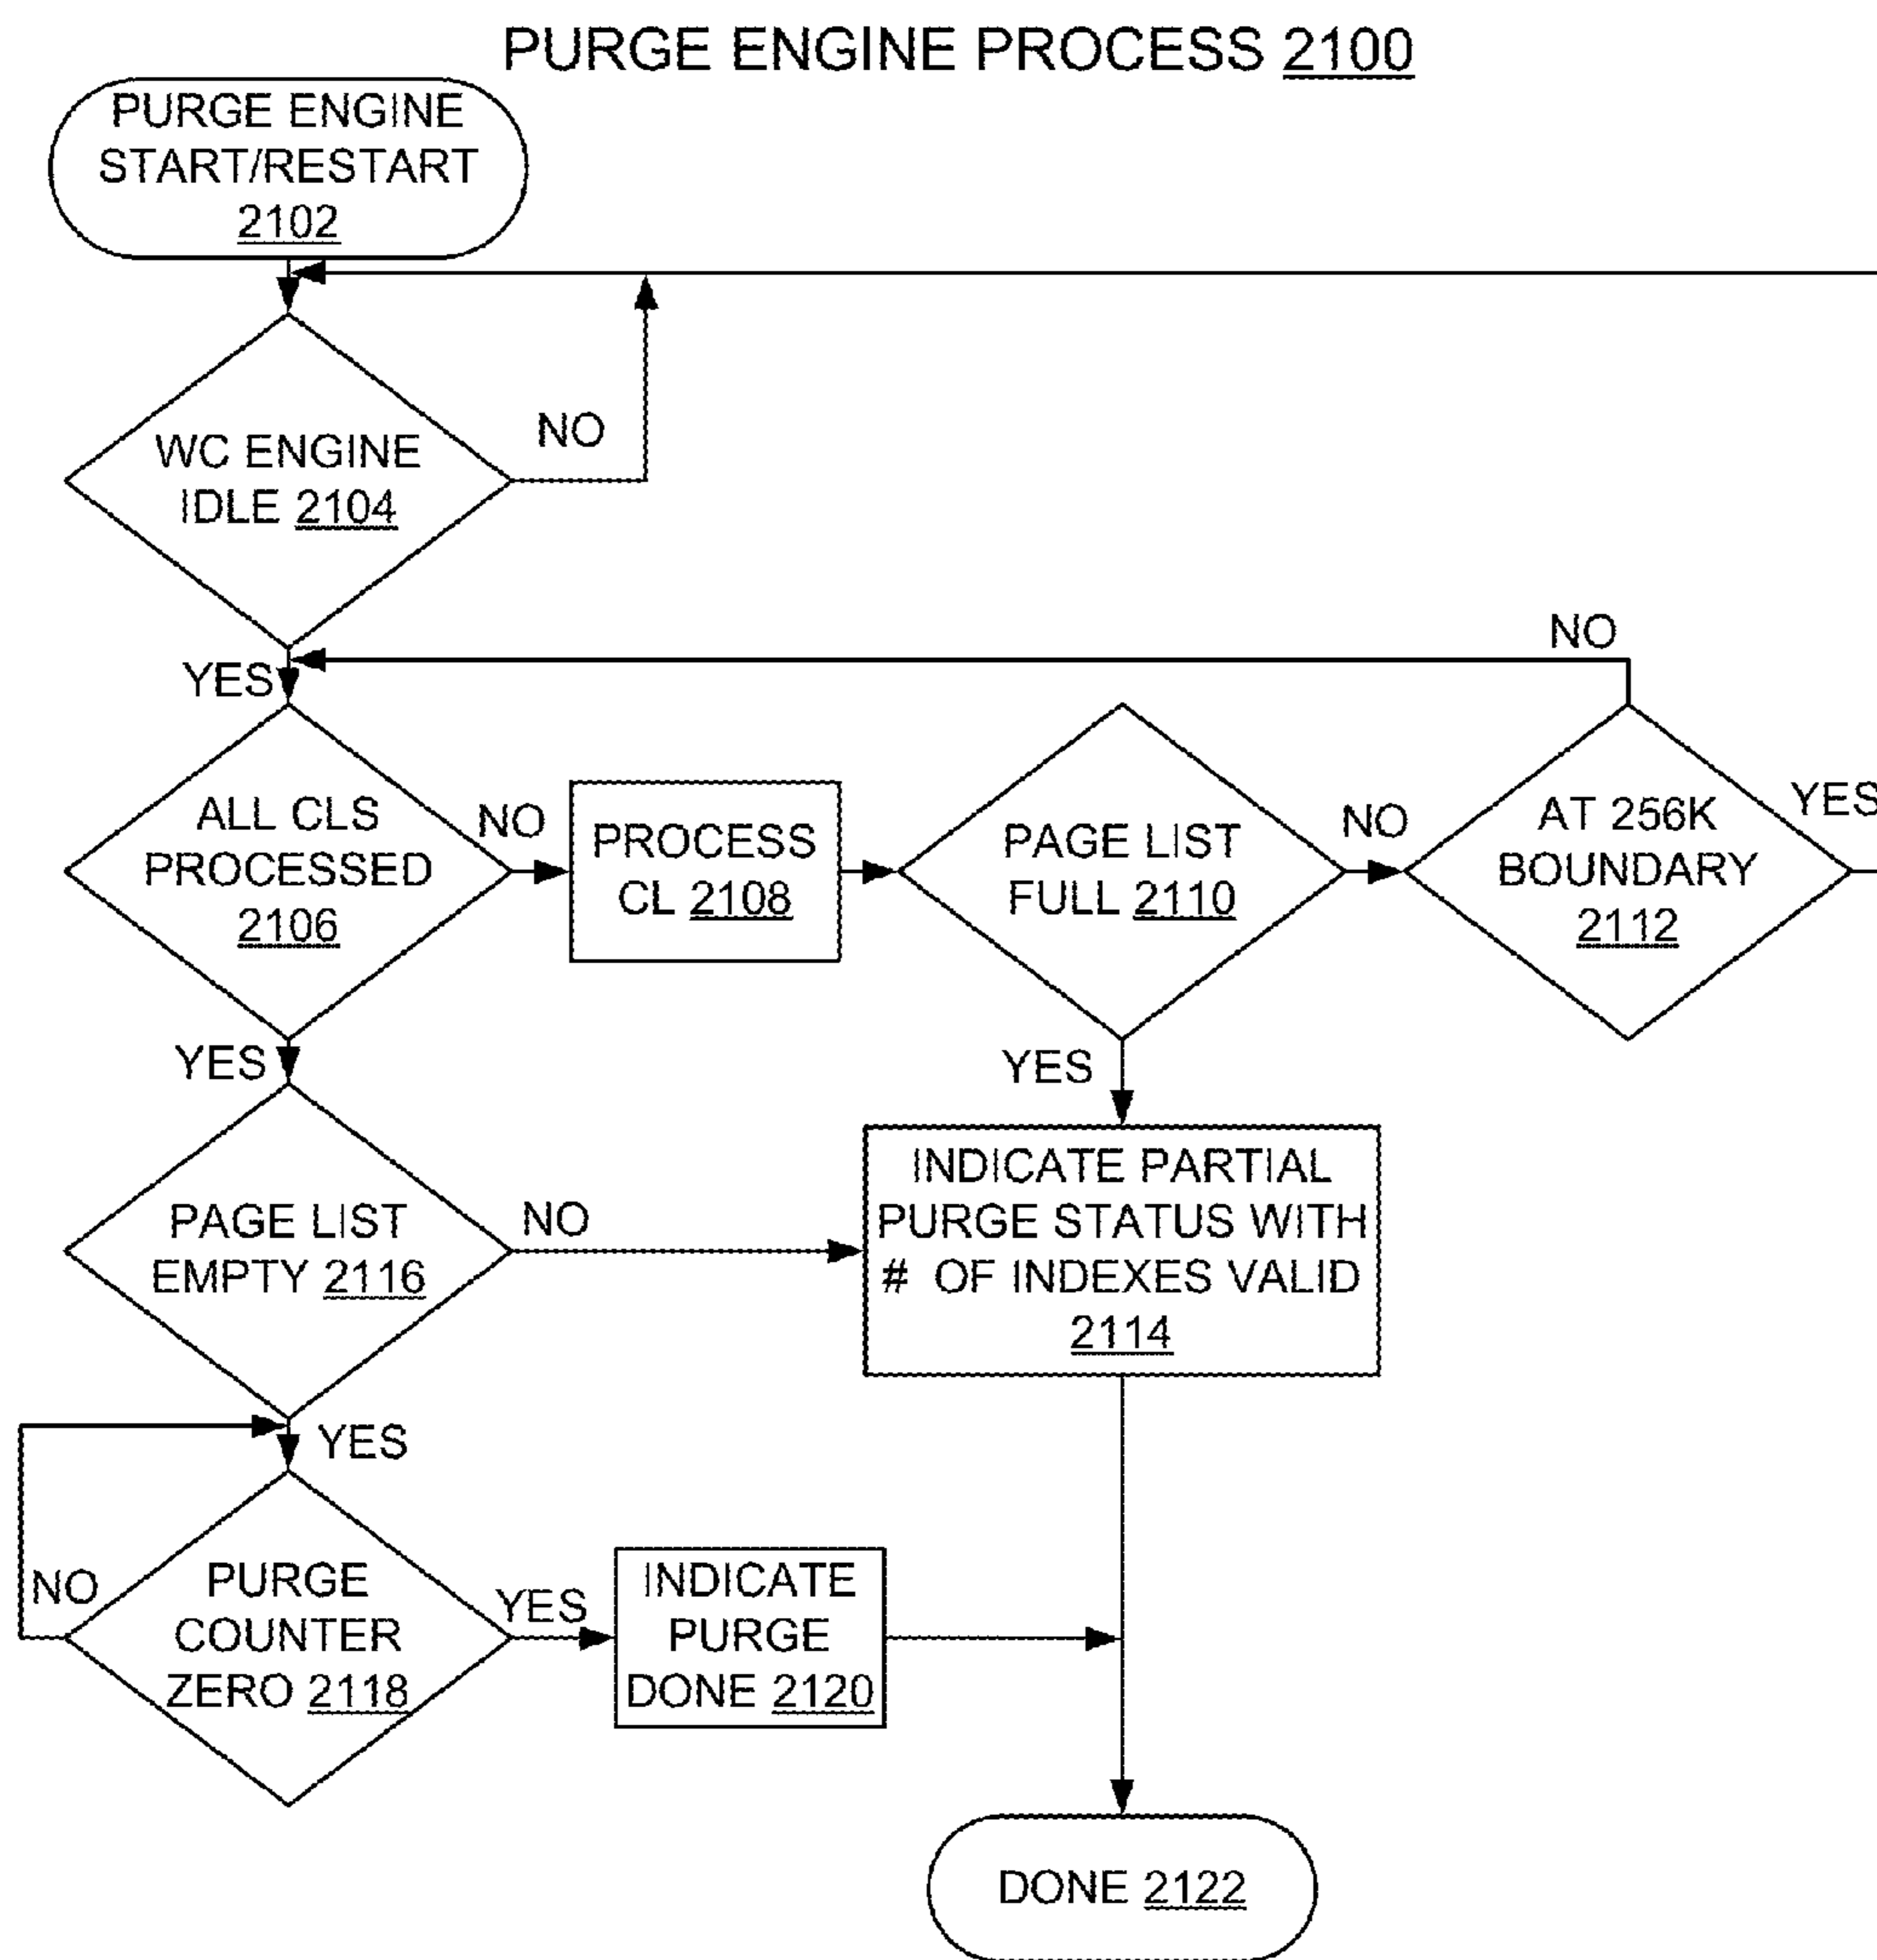 PURGE ENGINE PROCESS 2100
PURGE ENGINE
START/RESTART
2102
WC ENGINE
IDLE 2104
NO
YES
NO
ALL CLS
PROCESSED
2106
NO
PROCESS
CL 2108
PAGE LIST
FULL 2110
NO
AT 256K
BOUNDARY
2112
YES
YES
YES
PAGE LIST
EMPTY 2116
NO
INDICATE PARTIAL
PURGE STATUS WITH
# OF INDEXES VALID
2114
YES
NO
PURGE
COUNTER
ZERO 2118
YES
INDICATE
PURGE
DONE 2120
DONE 2122